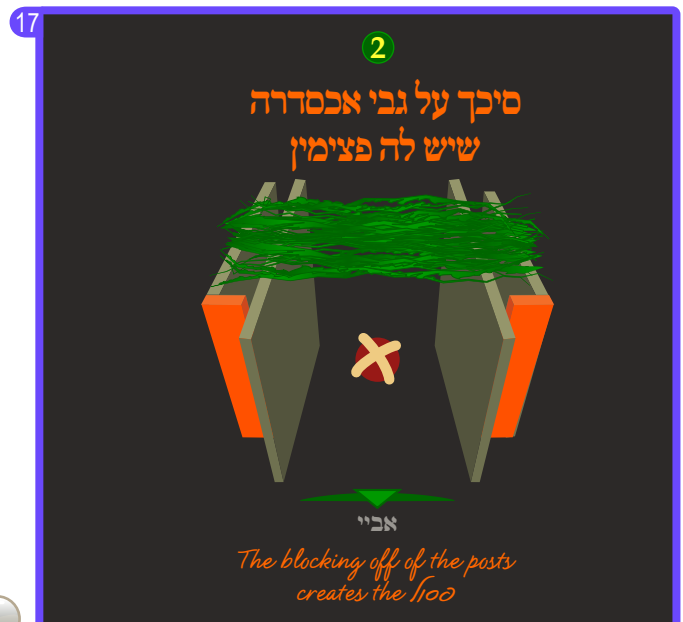 17
2
סיכך על גבי אכסדרה
שיש לה פצימין
אביי
The blocking off of the posts
creates the פסול